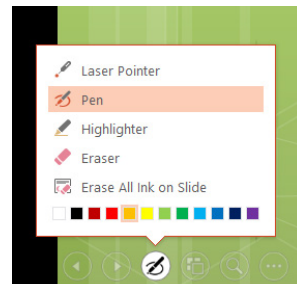 Laser Pointer
Pen
Highlighter
Eraser
Erase All Ink on Slide